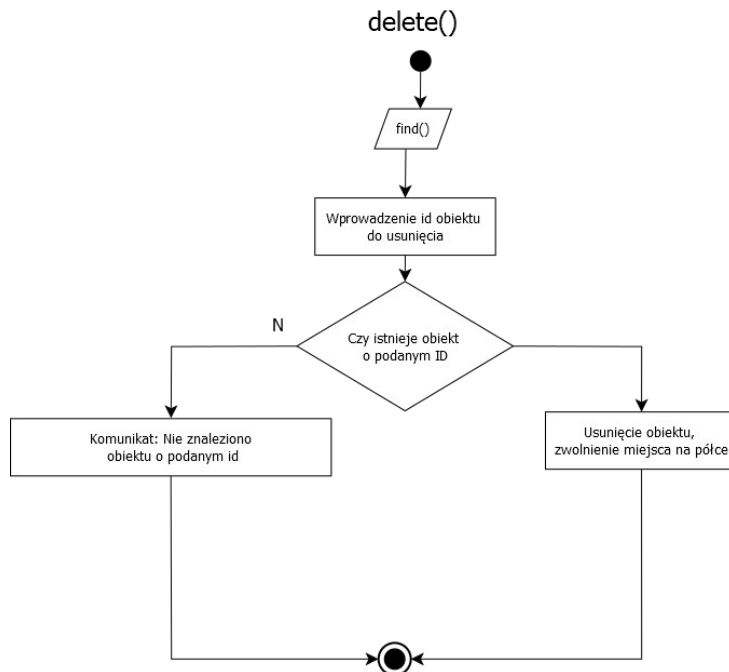 delete()
find()
Wprowadzenie id obiektu
do usunięcia
N
Czy istnieje obiekt
o podanym ID
Komunikat: Nie znaleziono
obiektu o podanym id
Usunięcie obiektu,
zwolnienie miejsca na półce